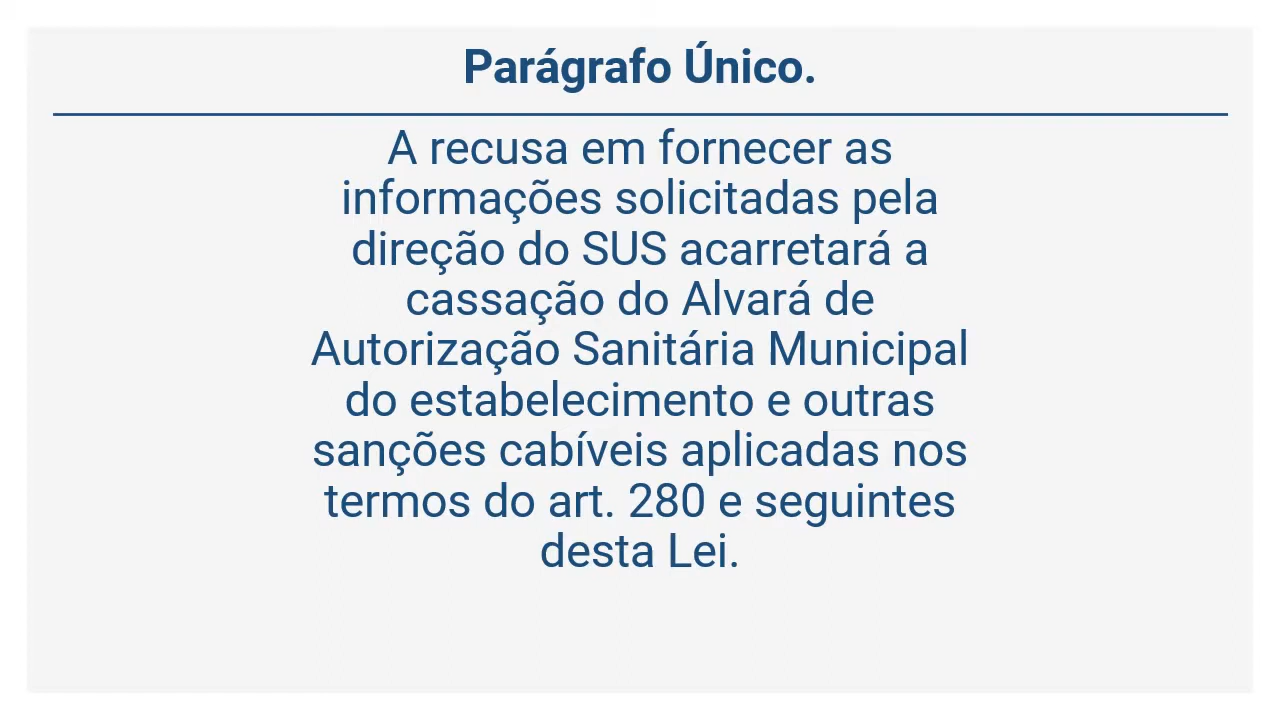 Parágrafo Único.
A recusa em fornecer as
informações solicitadas pela
direção do SUS acarretará a
cassação do Alvará de
Autorização Sanitária Municipal
do estabelecimento e outras
sanções cabíveis aplicadas nos
termos do art. 280 e seguintes
desta Lei.